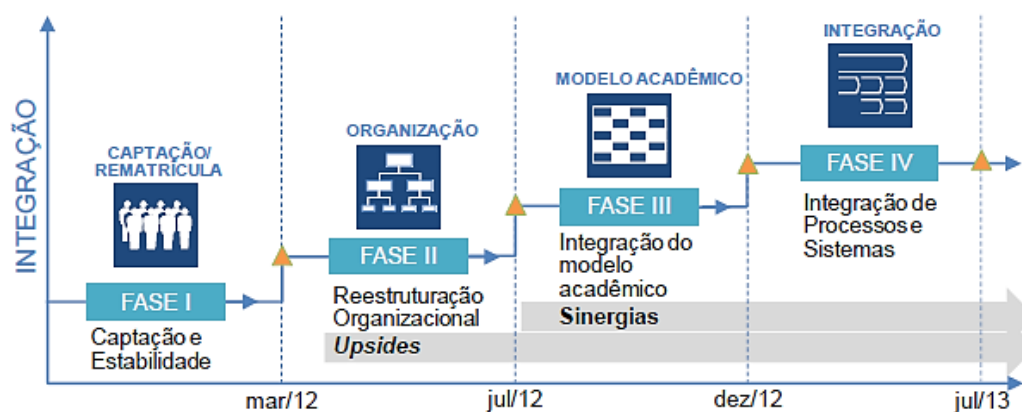 INTEGRAÇÃO
CAPTAÇÃO/
REMATRÍCULA
FASE I
Captação e
Estabilidade
ORGANIZAÇÃO
FASE II
Reestruturação
Organizacional
Upsides
MODELO ACADÊMICO
FASE III
Integração do
modelo
acadêmico
Sinergias
INTEGRAÇÃO
FASE IV
Integração de
Processos e
Sistemas
mar/12
jul/12
dez/12
jul/13